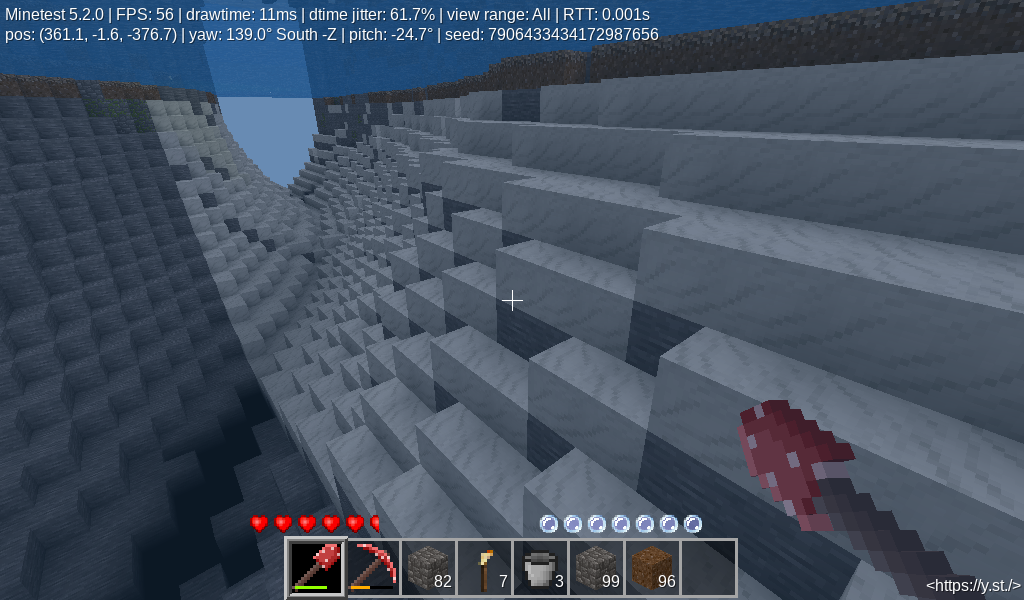 Minetest 5.2.0 | FPS: 56 | drawtime: 11ms | dtime jitter: 61.7% | view range: All | RTT: 0.001s
pos: (361.1, -1.6, -376.7) | yaw: 139.0° South -Z | pitch: -24.7° | seed: 7906433434172987656
82 7 3 99 96
<https://y.st./>